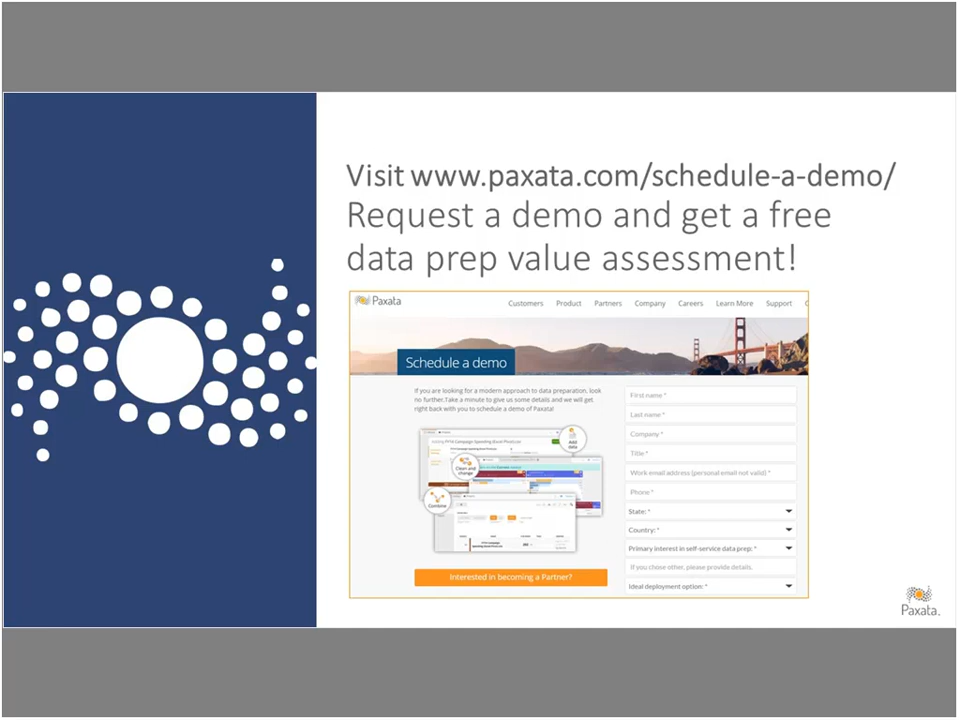 Visit www.paxata.com/schedule-a-demo/
Request a demo and get a free
data prep value assessment!
Paxata
Customers Product Partners Company Careers Learn More Support
Schedule a demo
If you are looking for a modern approach to data preparation, look
no further,Take a minute to give us some details and we will get
right back with you to schedule a demo of Paxata!
First name *
Last name *
Company *
Title *
Work email address (personal email not valid) *
Phone *
State: *
Country: *
Primary interest in self-service data prep: *
If you chose other, please provide details.
Ideal deployment option: *
Add
data
Clean and
change
Combine
Interested in becoming a Partner?
Paxata.